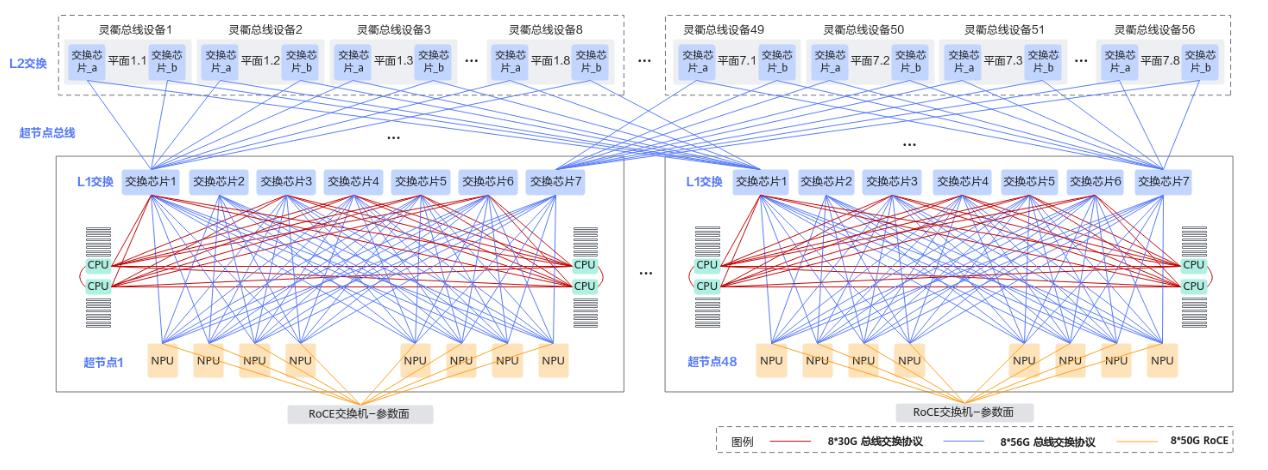 灵衢总线设备1
灵衢总线设备2
灵衢总线设备3
灵衢总线设备8
灵衢总线设备49
灵衢总线设备50
灵衢总线设备51
灵衢总线设备56
L2交换
交换芯片_a 平面1.1 交换芯片_b
交换芯片_a 平面1.2 交换芯片_b
交换芯片_a 平面1.3 交换芯片_b
...
交换芯片_a 平面1.8 交换芯片_b
...
交换芯片_a 平面7.1 交换芯片_b
交换芯片_a 平面7.2 交换芯片_b
交换芯片_a 平面7.3 交换芯片_b
...
交换芯片_a 平面7.8 交换芯片_b
超节点总线
...
...
L1交换 交换芯片1 交换芯片2 交换芯片3 交换芯片4 交换芯片5 交换芯片6 交换芯片7
L1交换 交换芯片1 交换芯片2 交换芯片3 交换芯片4 交换芯片5 交换芯片6 交换芯片7
CPU CPU
CPU CPU
...
CPU CPU
CPU CPU
超节点1 NPU NPU NPU NPU NPU NPU NPU NPU
超节点48 NPU NPU NPU NPU NPU NPU NPU NPU
RoCE交换机–参数面
RoCE交换机–参数面
图例 8*30G 总线交换协议 8*56G 总线交换协议 8*50G RoCE